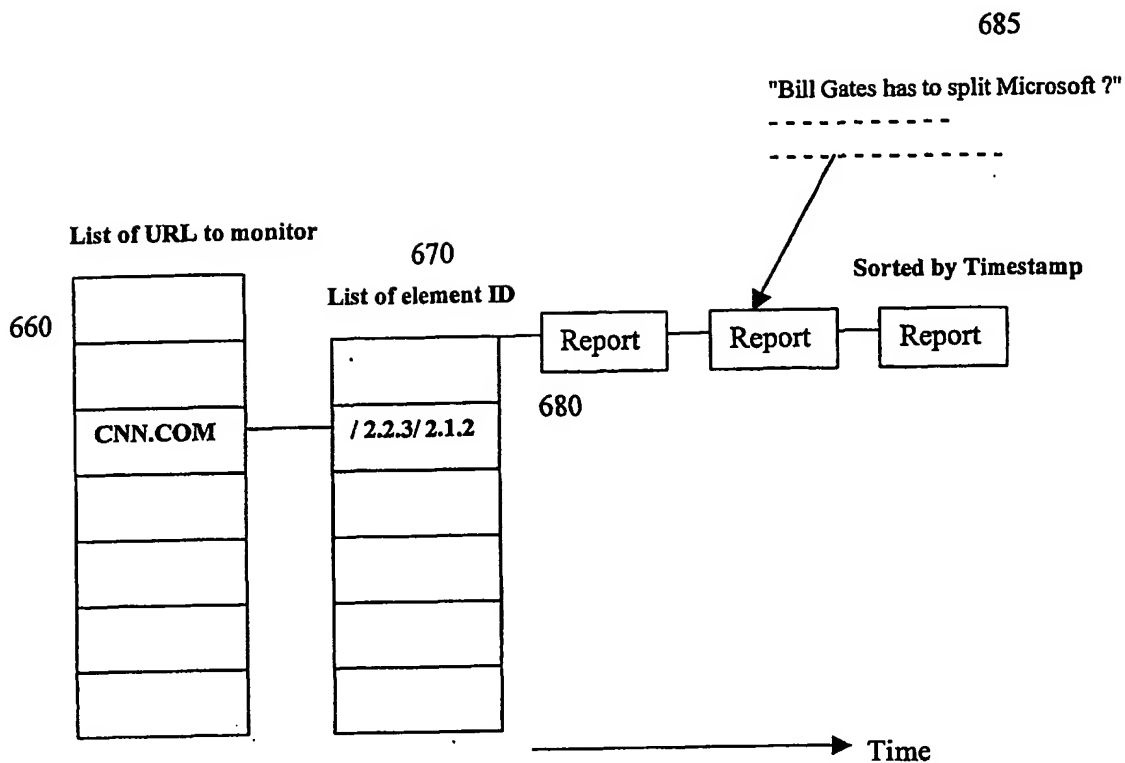 685
"Bill Gates has to split Microsoft ?"
List of URL to monitor
670
Sorted by Timestamp
List of element ID
660
Report
Report
Report
680
CNN.COM
/ 2.2.3/ 2.1.2
Time